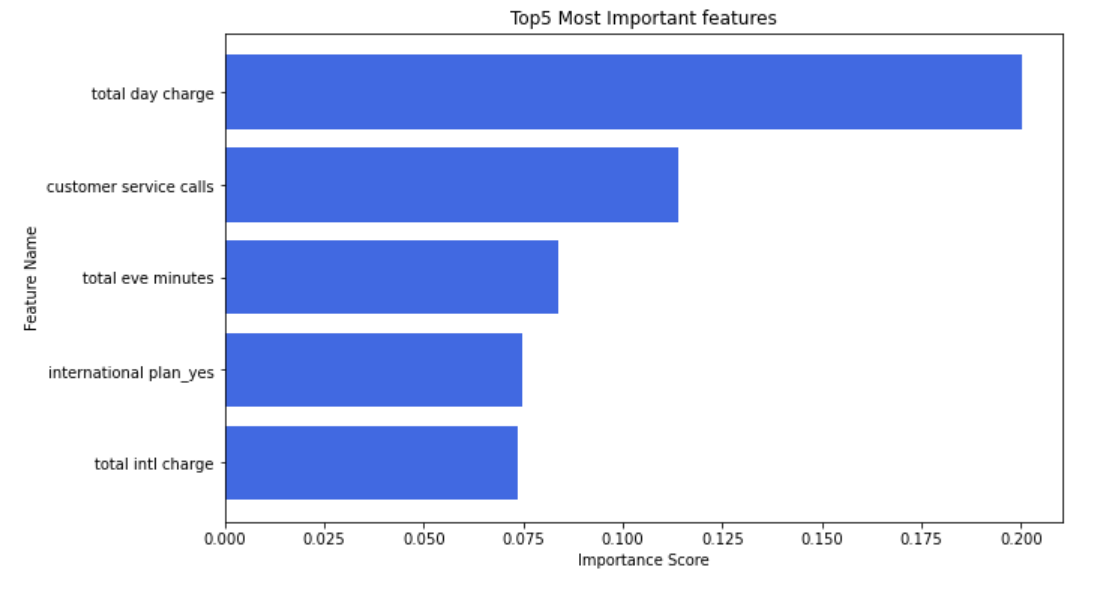 Top5 Most Important features
Feature Name
total day charge
customer service calls
total eve minutes
international plan_yes
total intl charge
0.000 0.025 0.050 0.075 0.100 0.125 0.150 0.175 0.200
Importance Score